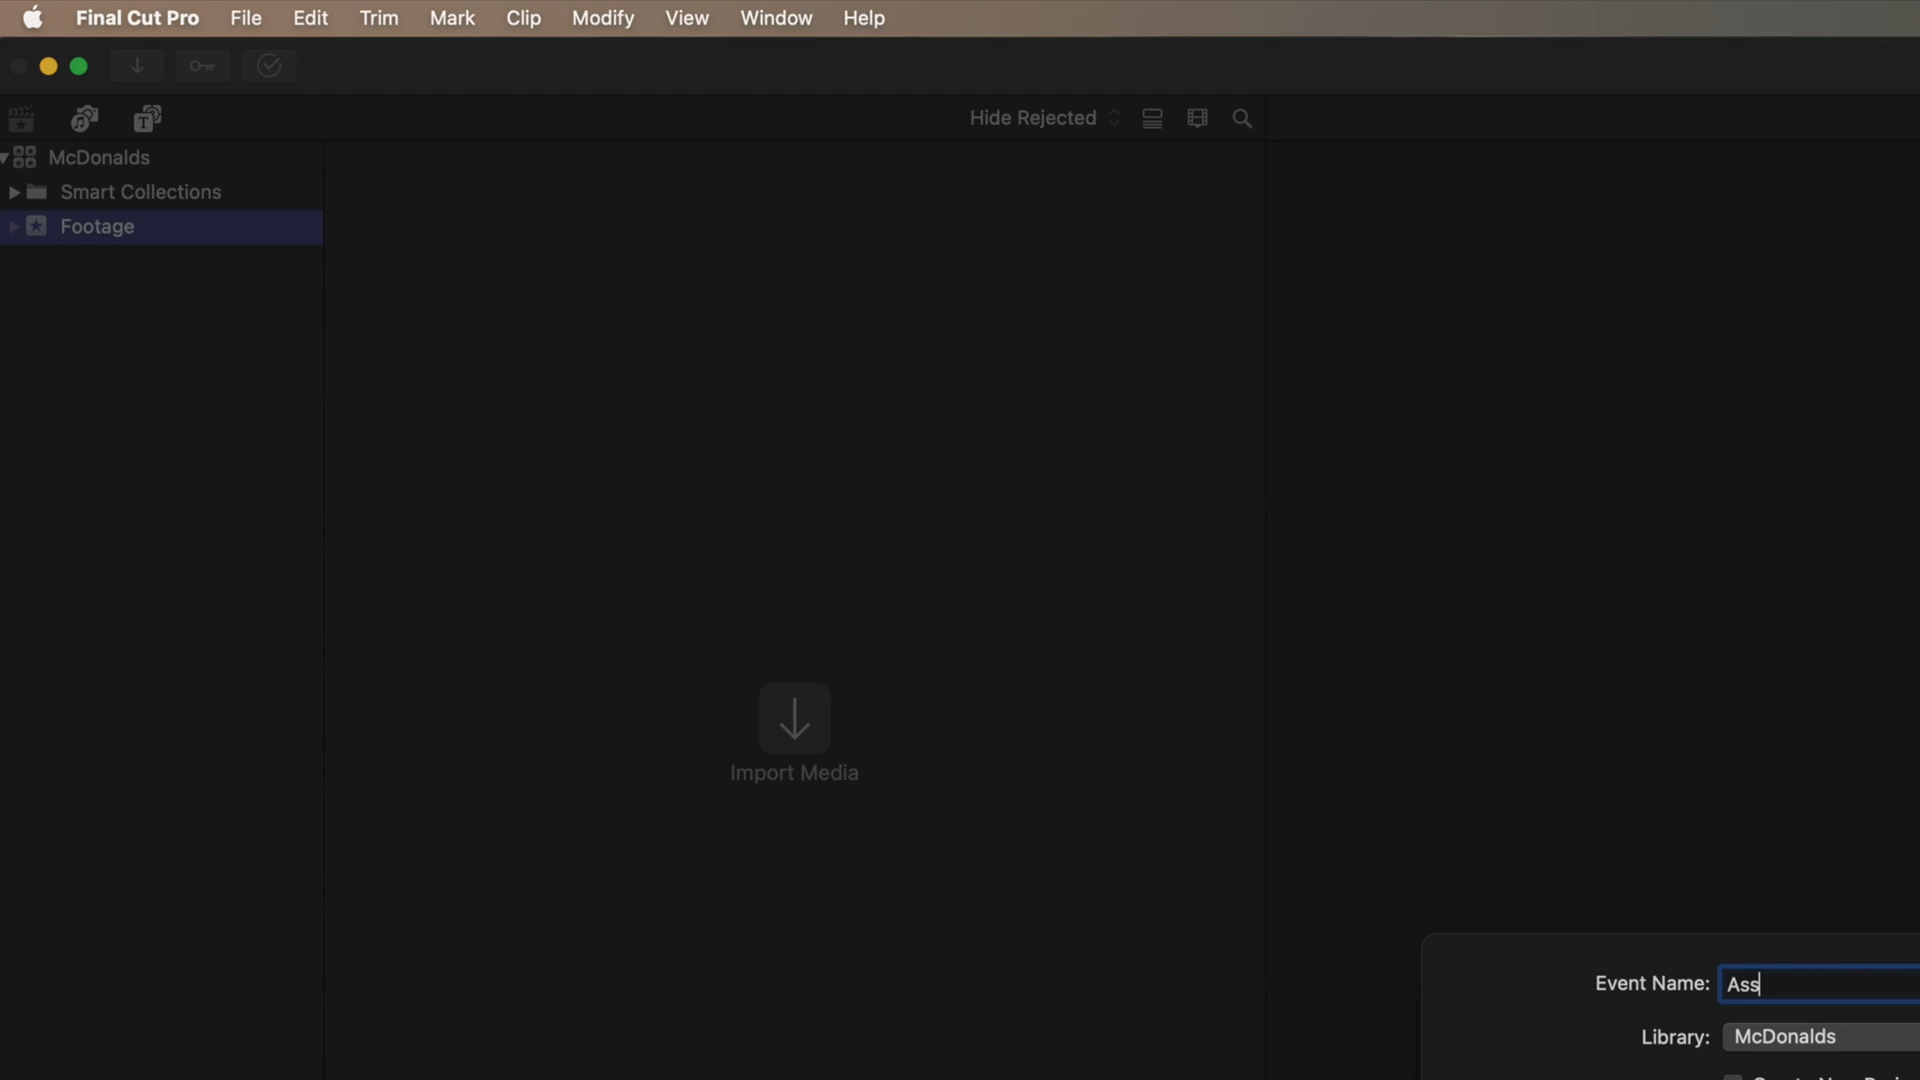 Final Cut Pro File Edit Trim Mark Clip Modify View Window Help
Hide Rejected
McDonalds
Smart Collections
Footage
Import Media
Event Name: Ass
Library: McDonalds